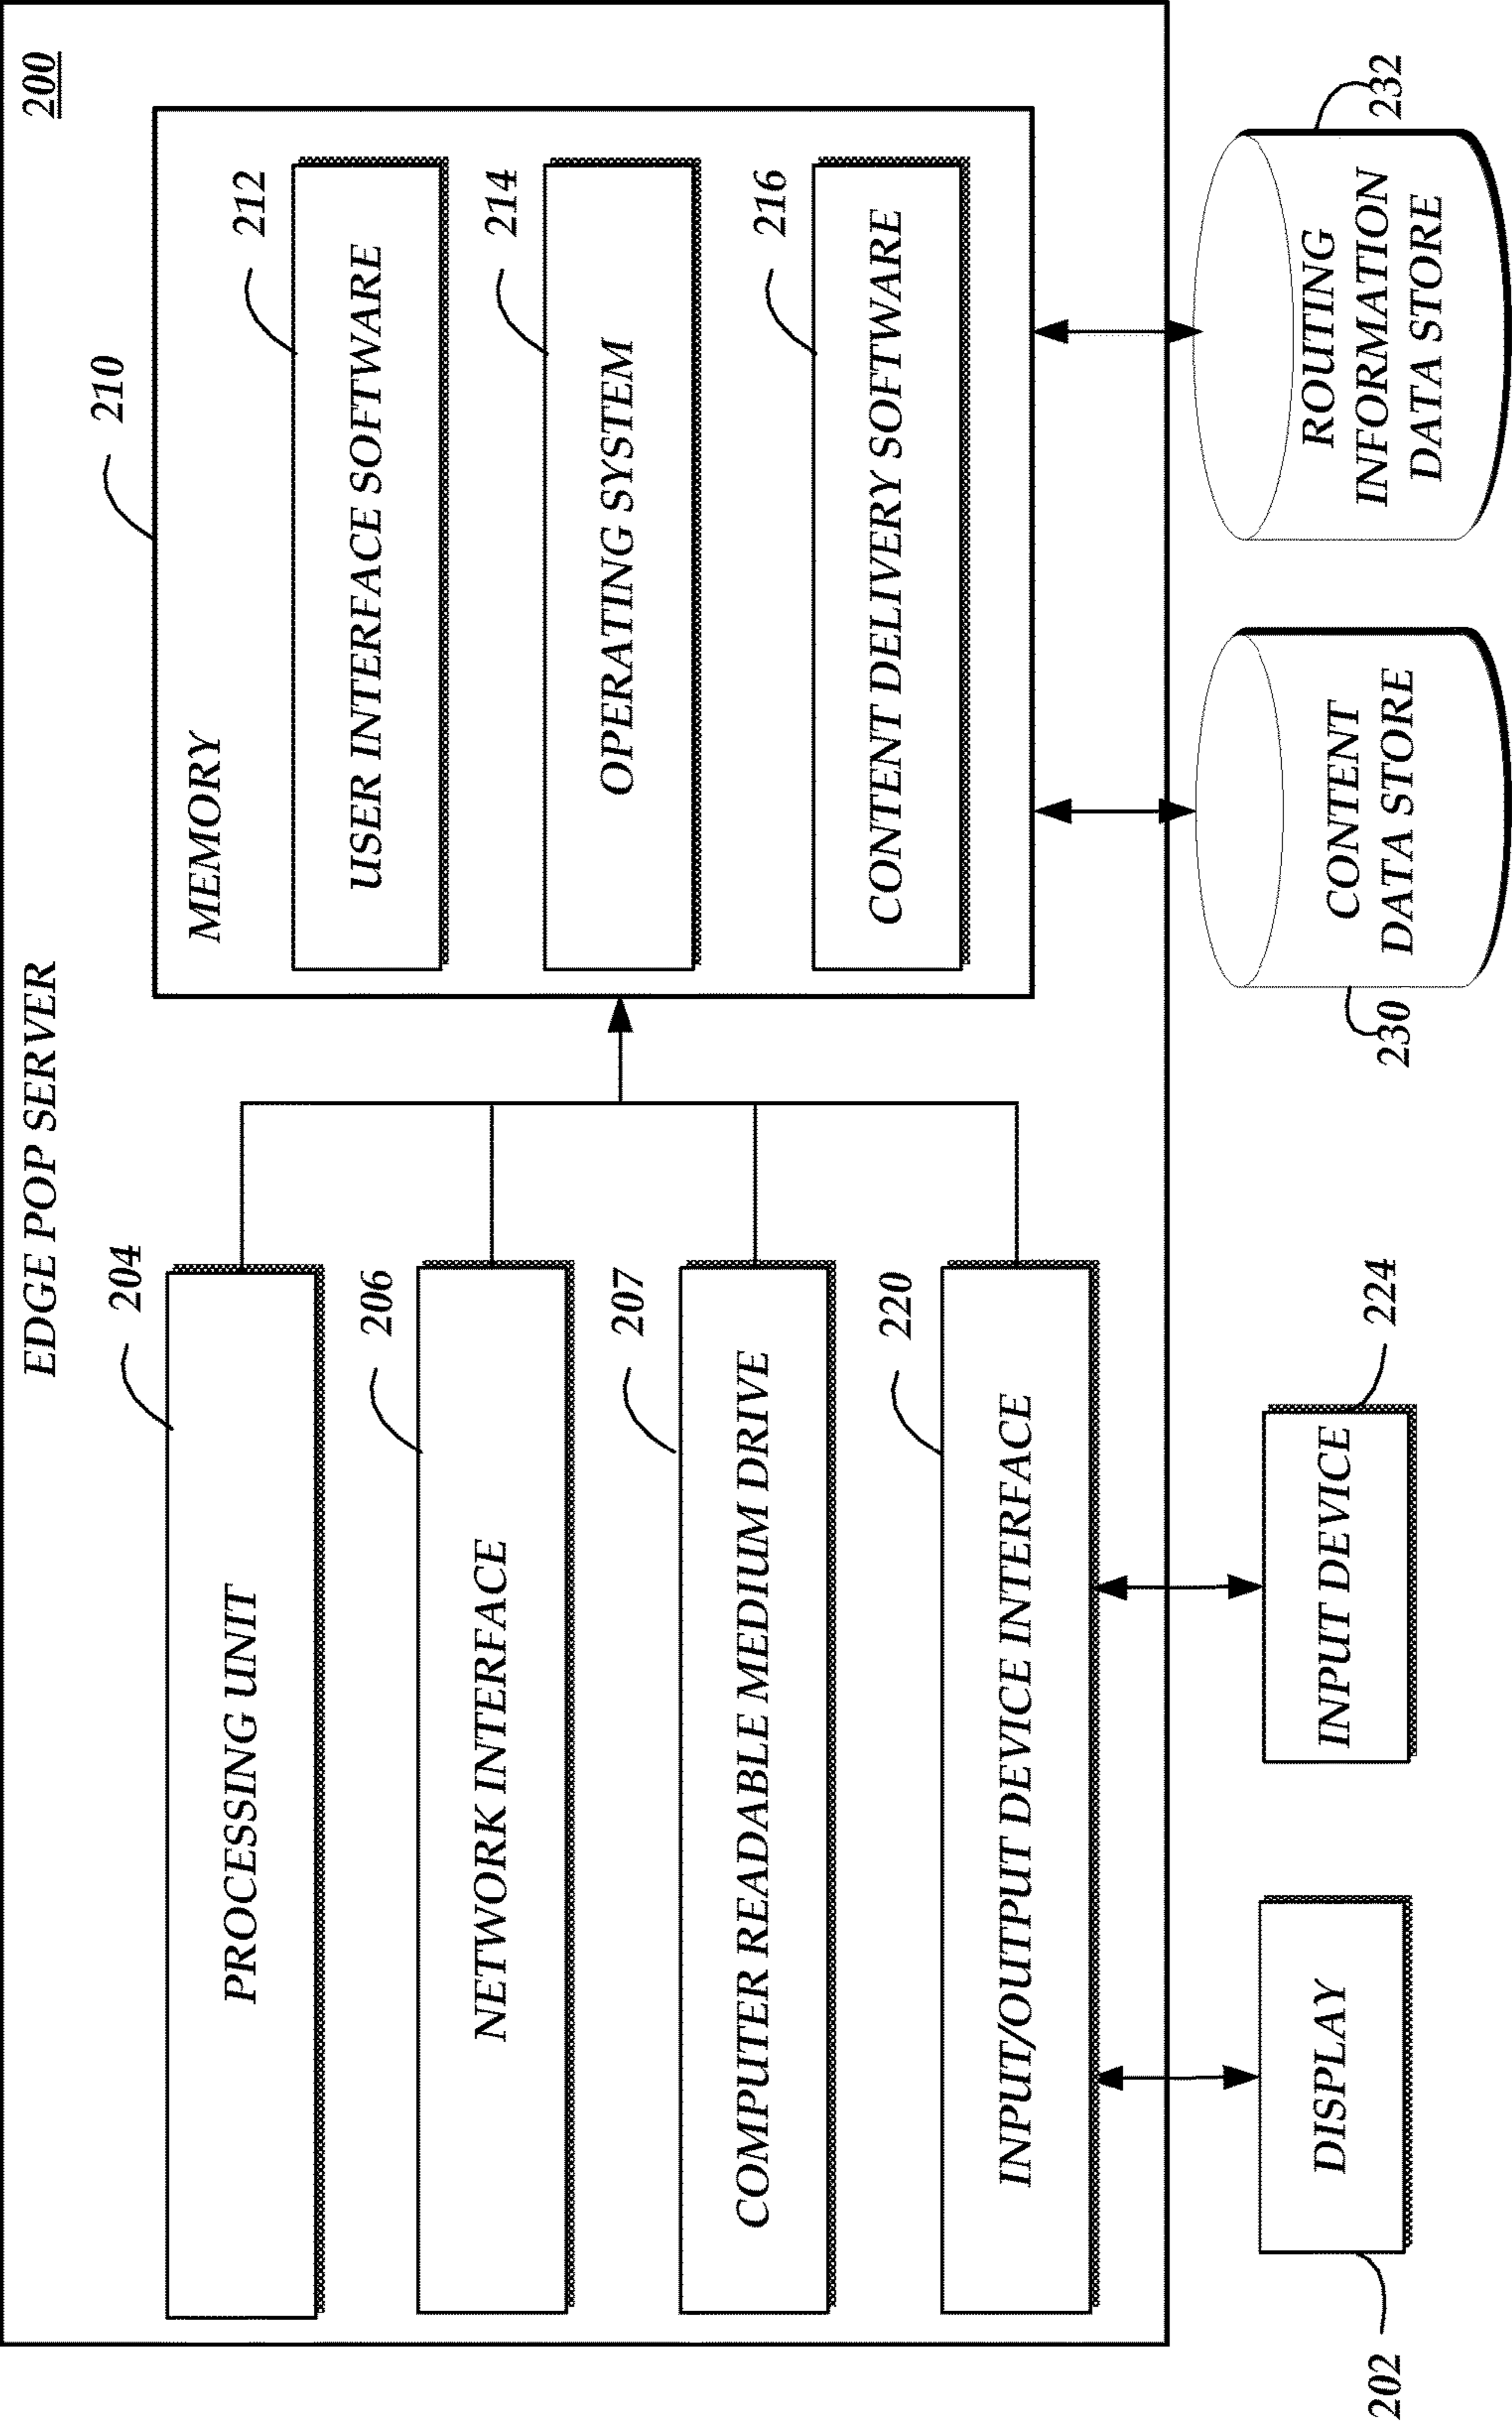 EDGE POP SERVER
200
204
PROCESSING UNIT
206
NETWORK INTERFACE
207
COMPUTER READABLE MEDIUM DRIVE
220
INPUT/OUTPUT DEVICE INTERFACE
210
MEMORY
212
USER INTERFACE SOFTWARE
214
OPERATING SYSTEM
216
CONTENT DELIVERY SOFTWARE
202
DISPLAY
224
INPUT DEVICE
230
CONTENT
DATA STORE
232
ROUTING
INFORMATION
DATA STORE